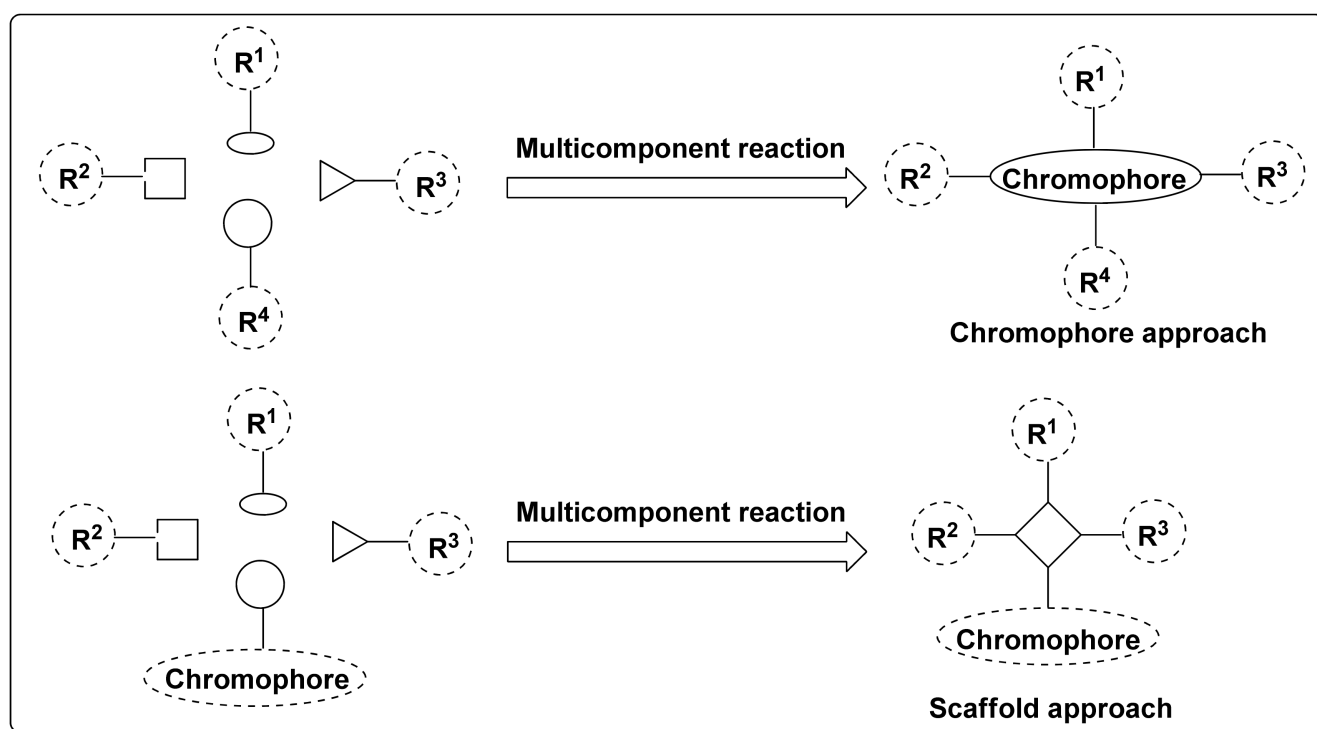 R¹
R²
R³
R⁴
Multicomponent reaction
R¹
R²
Chromophore
R³
R⁴
Chromophore approach
R¹
R²
R³
Chromophore
Multicomponent reaction
R¹
R²
R³
Chromophore
Scaffold approach